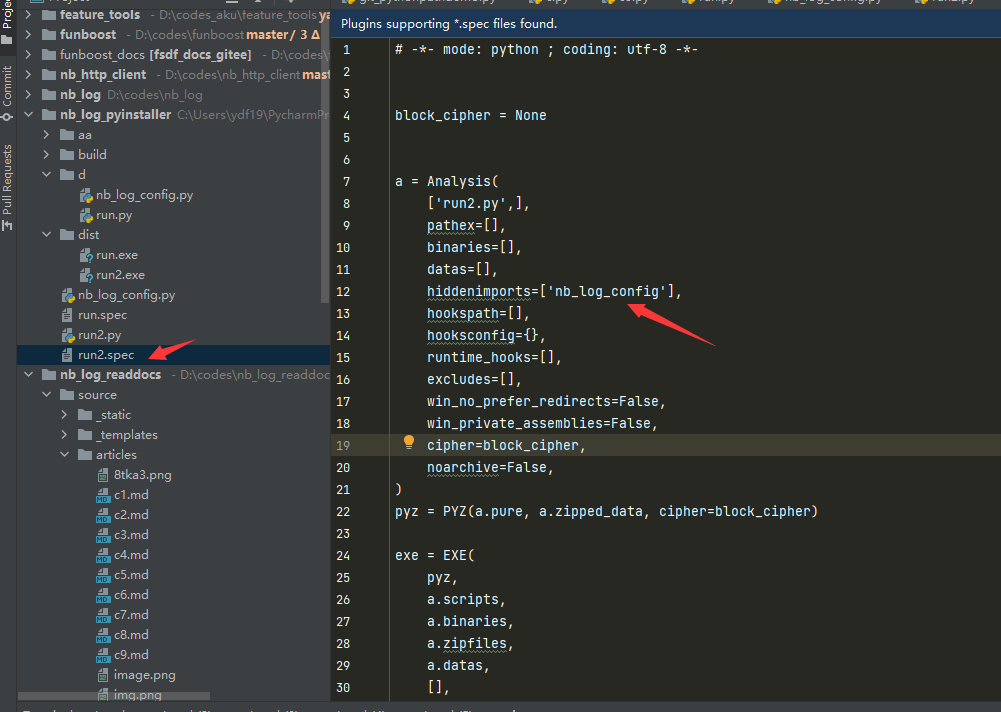 Project
Commit
Pull Requests
feature_tools - D:\codes_aku\feature_tools
funboost - D:\codes\funboost master / 3 Δ
funboost_docs [fsdf_docs_gitee] - D:\codes\
nb_http_client - D:\codes\nb_http_client mast
nb_log D:\codes\nb_log
nb_log_pyinstaller C:\Users\ydf19\PycharmPr
aa
build
d
nb_log_config.py
run.py
dist
run.exe
run2.exe
nb_log_config.py
run.spec
run2.py
run2.spec
nb_log_readdocs - D:\codes\nb_log_readdoc
source
_static
_templates
articles
8tka3.png
c1.md
c2.md
c3.md
c4.md
c5.md
c6.md
c7.md
c8.md
c9.md
image.png
img.png
Plugins supporting *.spec files found.
1 # -*- mode: python ; coding: utf-8 -*-
2
3
4 block_cipher = None
5
6
7 a = Analysis(
8 ['run2.py',],
9 pathex=[],
10 binaries=[],
11 datas=[],
12 hiddenimports=['nb_log_config'],
13 hookspath=[],
14 hooksconfig={},
15 runtime_hooks=[],
16 excludes=[],
17 win_no_prefer_redirects=False,
18 win_private_assemblies=False,
19 cipher=block_cipher,
20 noarchive=False,
21 )
22 pyz = PYZ(a.pure, a.zipped_data, cipher=block_cipher)
23
24 exe = EXE(
25 pyz,
26 a.scripts,
27 a.binaries,
28 a.zipfiles,
29 a.datas,
30 [],